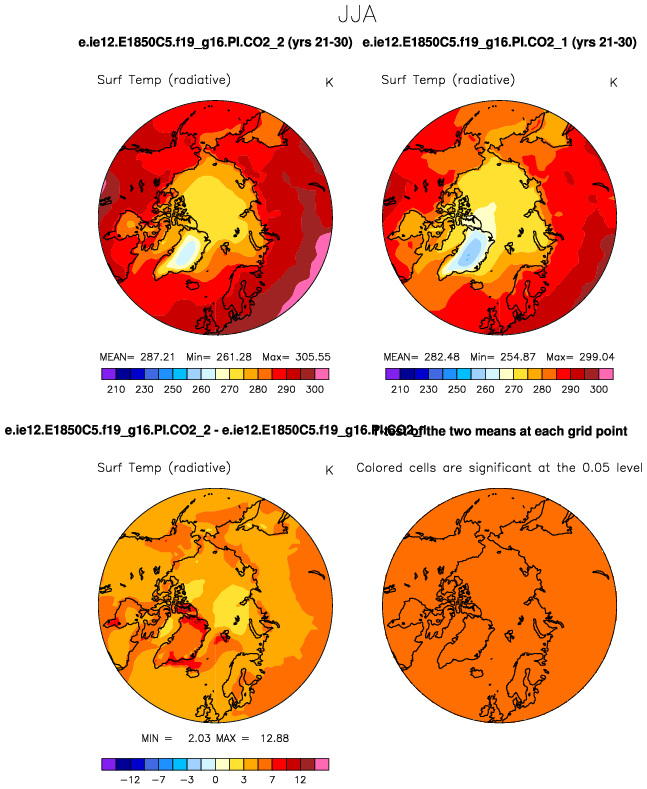 JJA
e.ie12.E1850C5.f19_g16.PI.CO2_2 (yrs 21-30) e.ie12.E1850C5.f19_g16.PI.CO2_1 (yrs 21-30)
Surf Temp (radiative) K Surf Temp (radiative) K
MEAN= 287.21 Min= 261.28 Max= 305.55 MEAN= 282.48 Min= 254.87 Max= 299.04
210 230 250 260 270 280 290 300 210 230 250 260 270 280 290 300
e.ie12.E1850C5.f19_g16.PI.CO2_2 - e.ie12.E1850C5.f19_g16.PI.CO2_1 T-test of the two means at each grid point
Surf Temp (radiative) K Colored cells are significant at the 0.05 level
MIN = 2.03 MAX = 12.88
-12 -7 -3 0 3 7 12